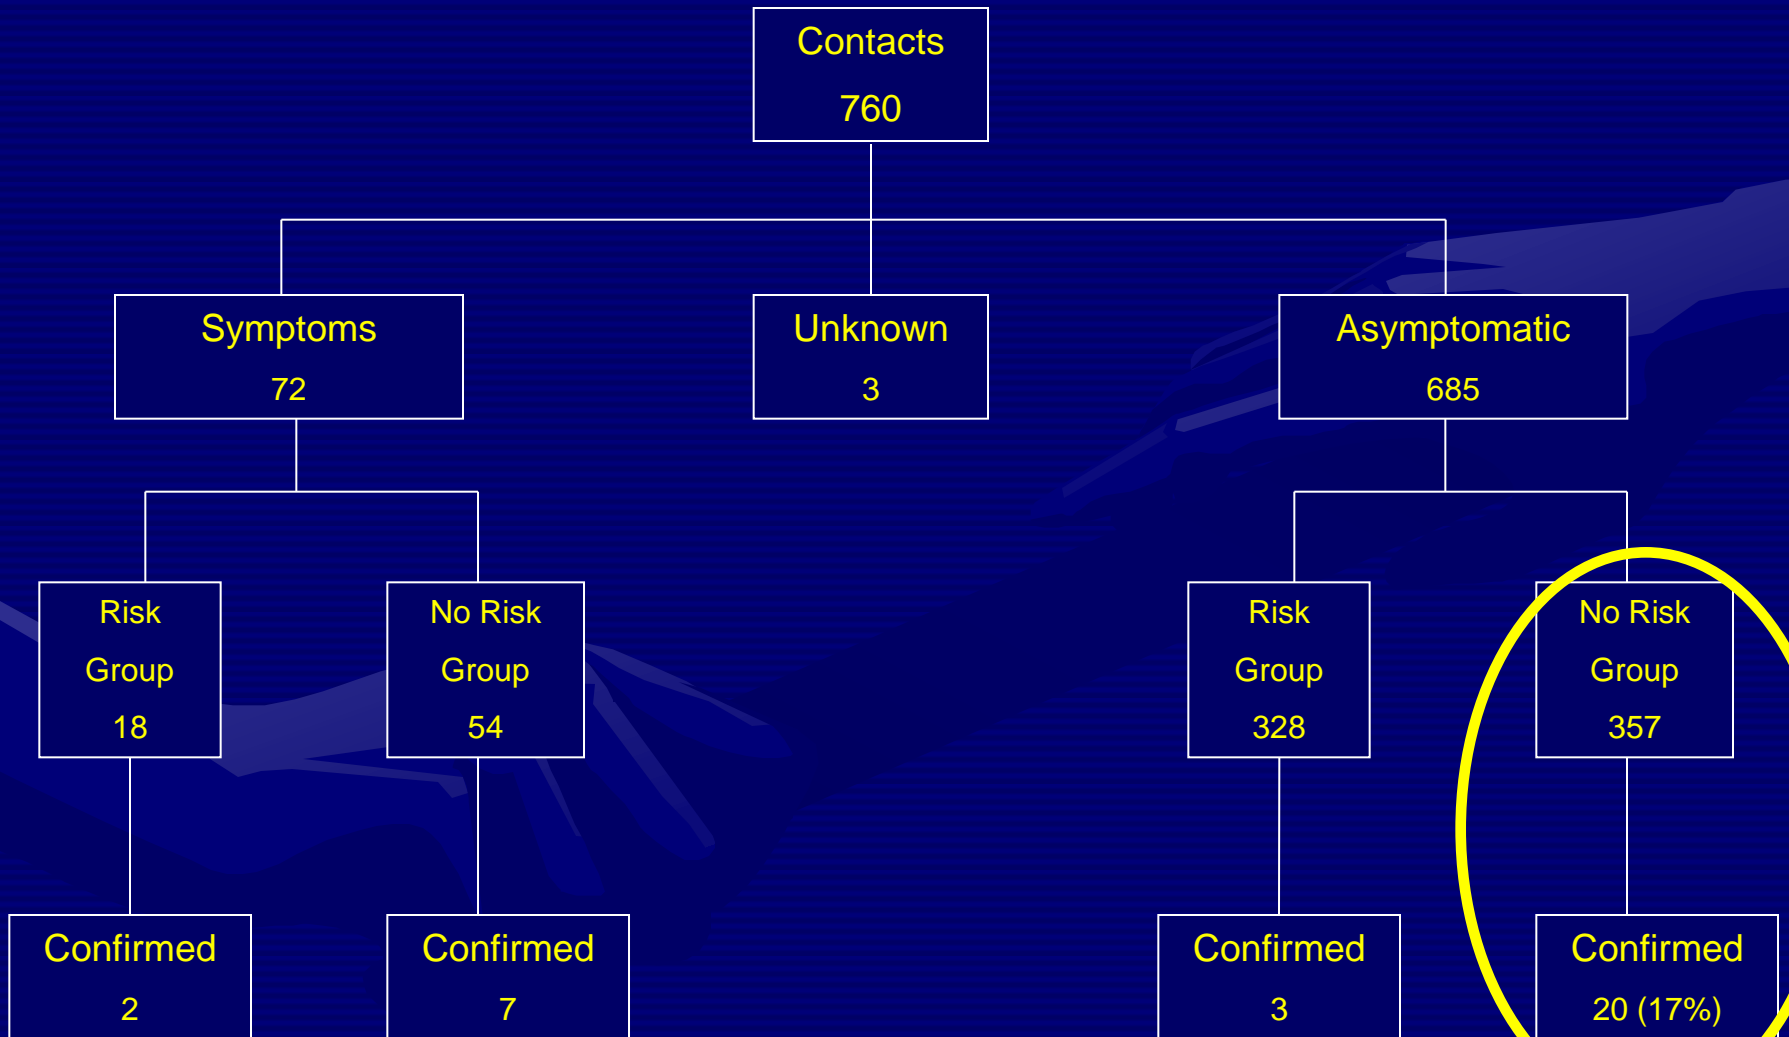 Contacts
760
Symptoms
72
Unknown
3
Asymptomatic
685
Risk
Group
18
No Risk
Group
54
Risk
Group
328
No Risk
Group
357
Confirmed
2
Confirmed
7
Confirmed
3
Confirmed
20 (17%)